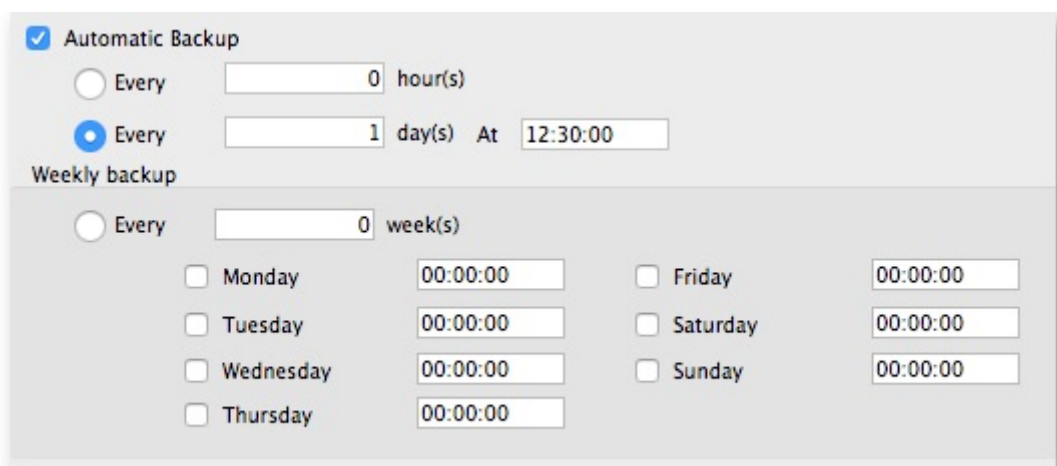 Automatic Backup
Every 0 hour(s)
Every 1 day(s) At 12:30:00
Weekly backup
Every 0 week(s)
Monday 00:00:00 Friday 00:00:00
Tuesday 00:00:00 Saturday 00:00:00
Wednesday 00:00:00 Sunday 00:00:00
Thursday 00:00:00